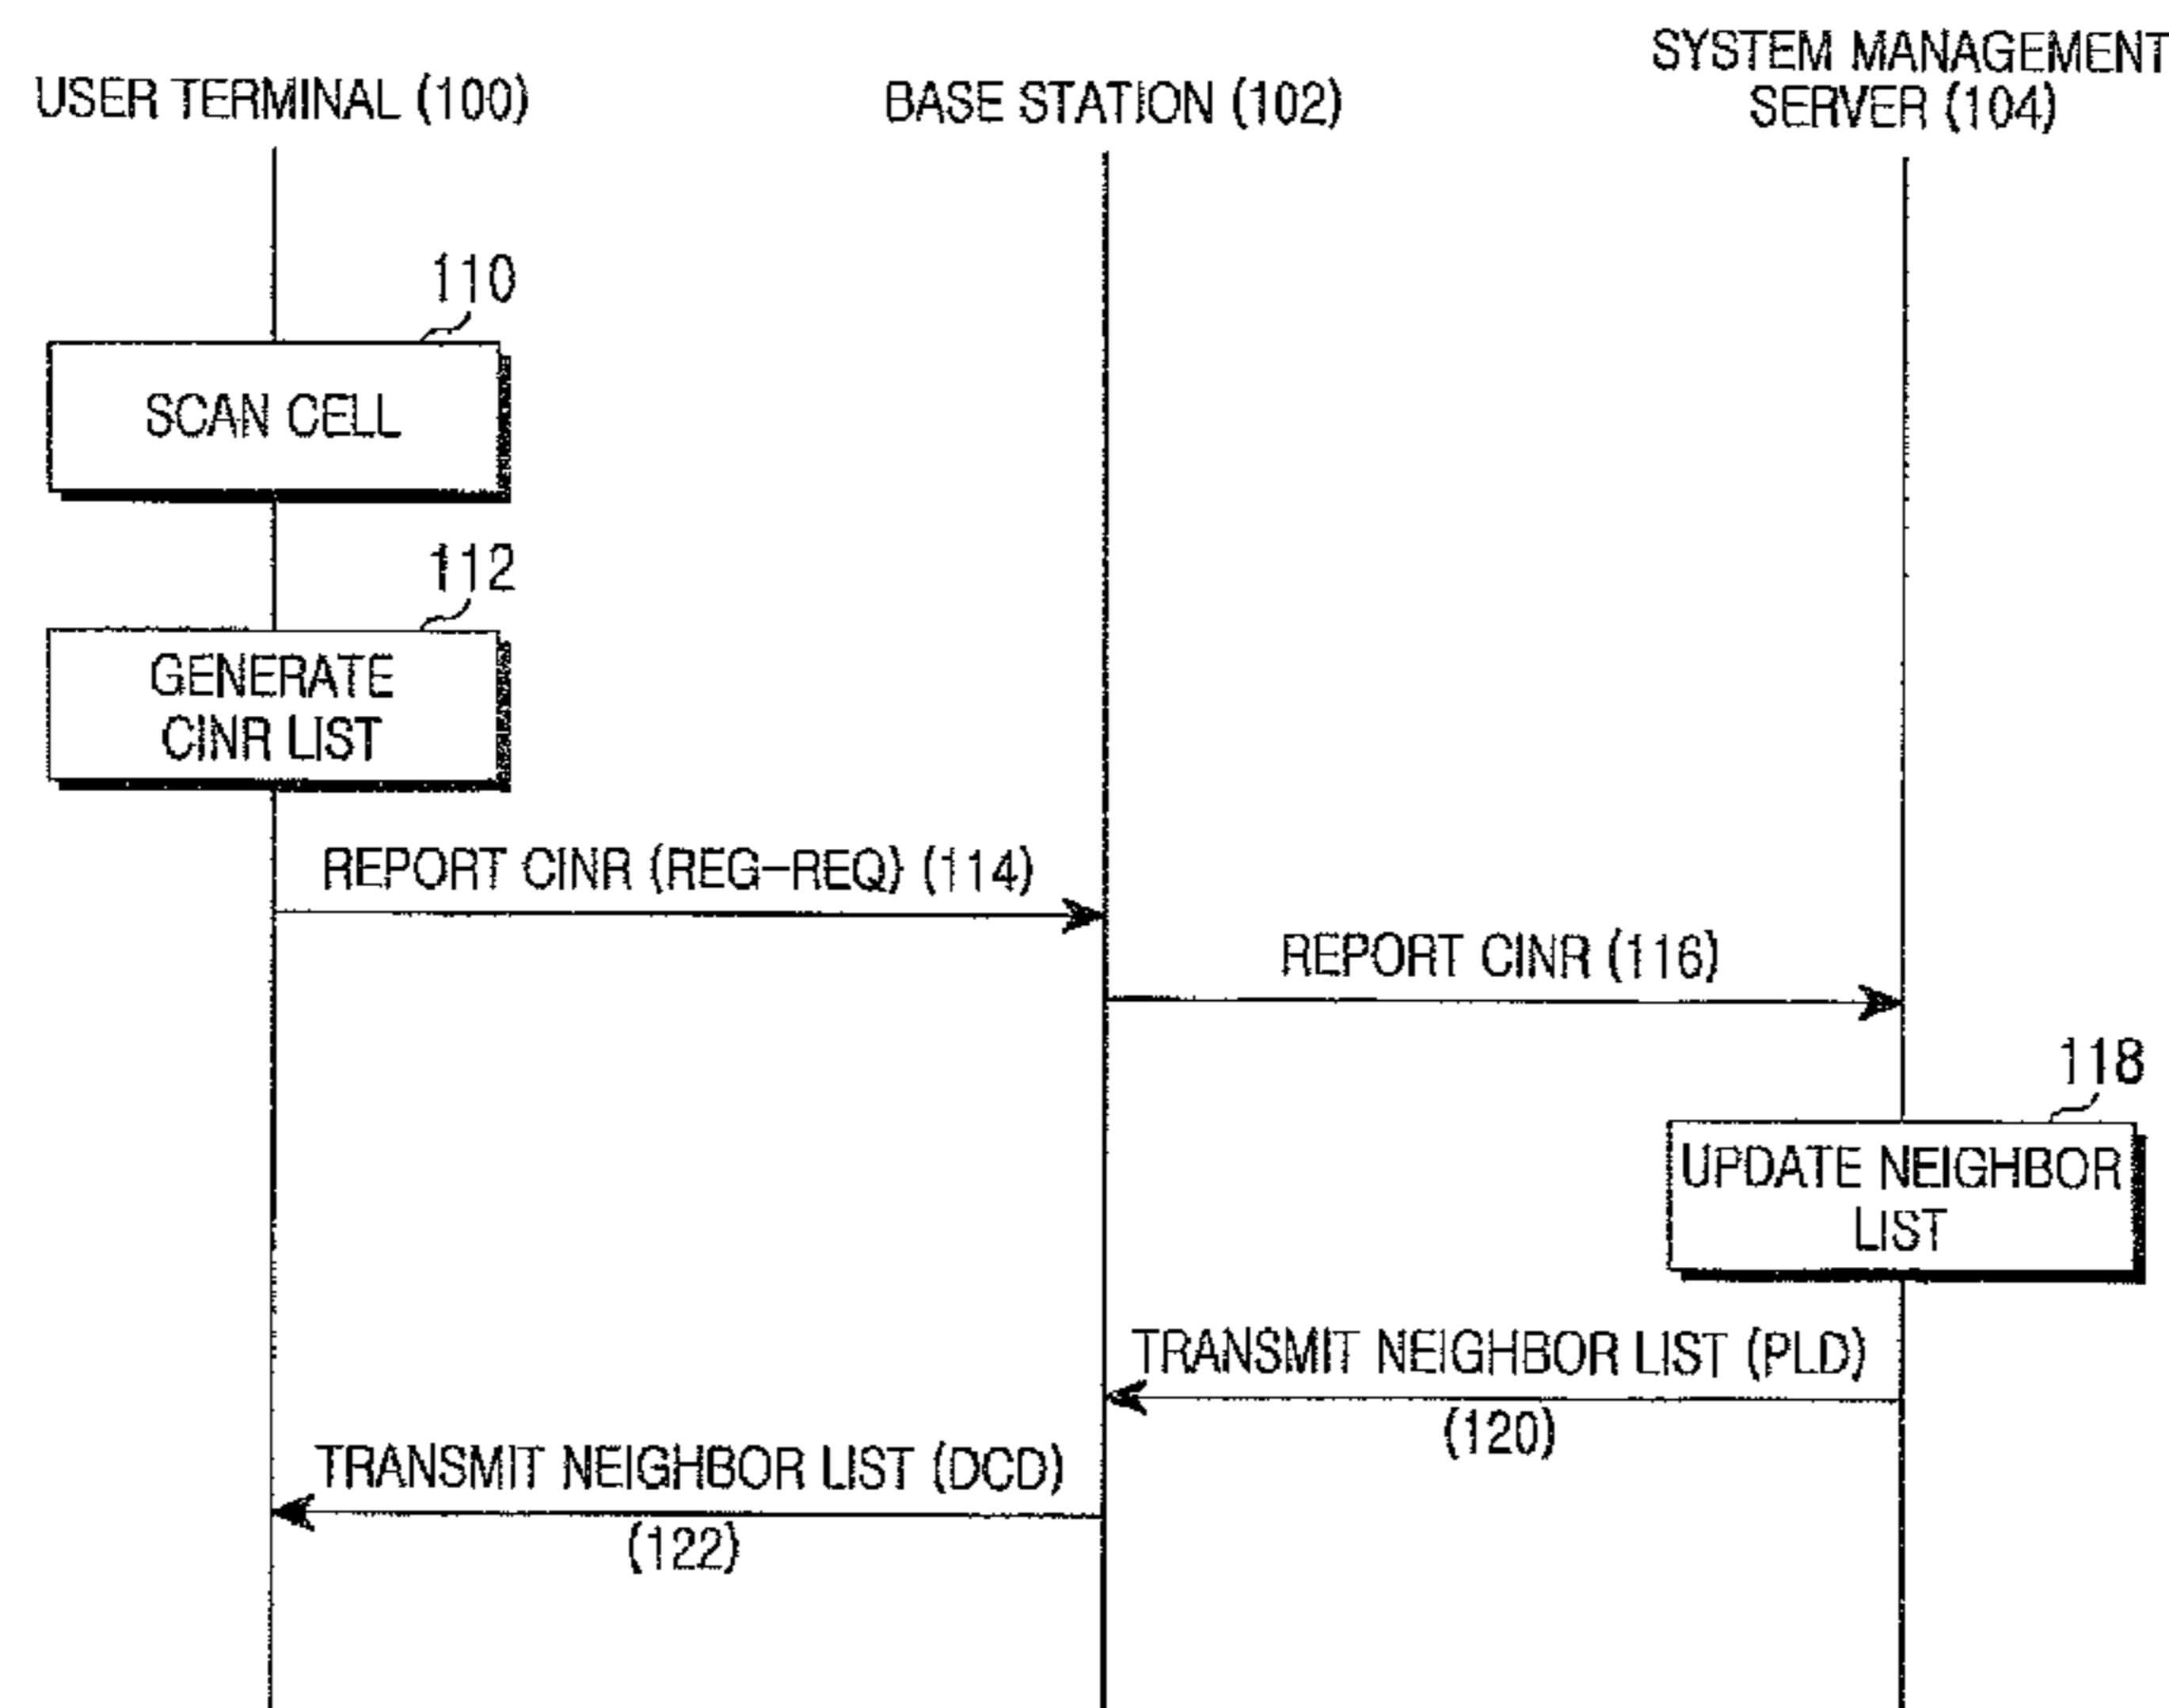 USER TERMINAL (100)
BASE STATION (102)
SYSTEM MANAGEMENT
SERVER (104)
110
SCAN CELL
112
GENERATE
CINR LIST
REPORT CINR (REG-REQ) (114)
REPORT CINR (116)
118
UPDATE NEIGHBOR
LIST
TRANSMIT NEIGHBOR LIST (PLD)
(120)
TRANSMIT NEIGHBOR LIST (DCD)
(122)